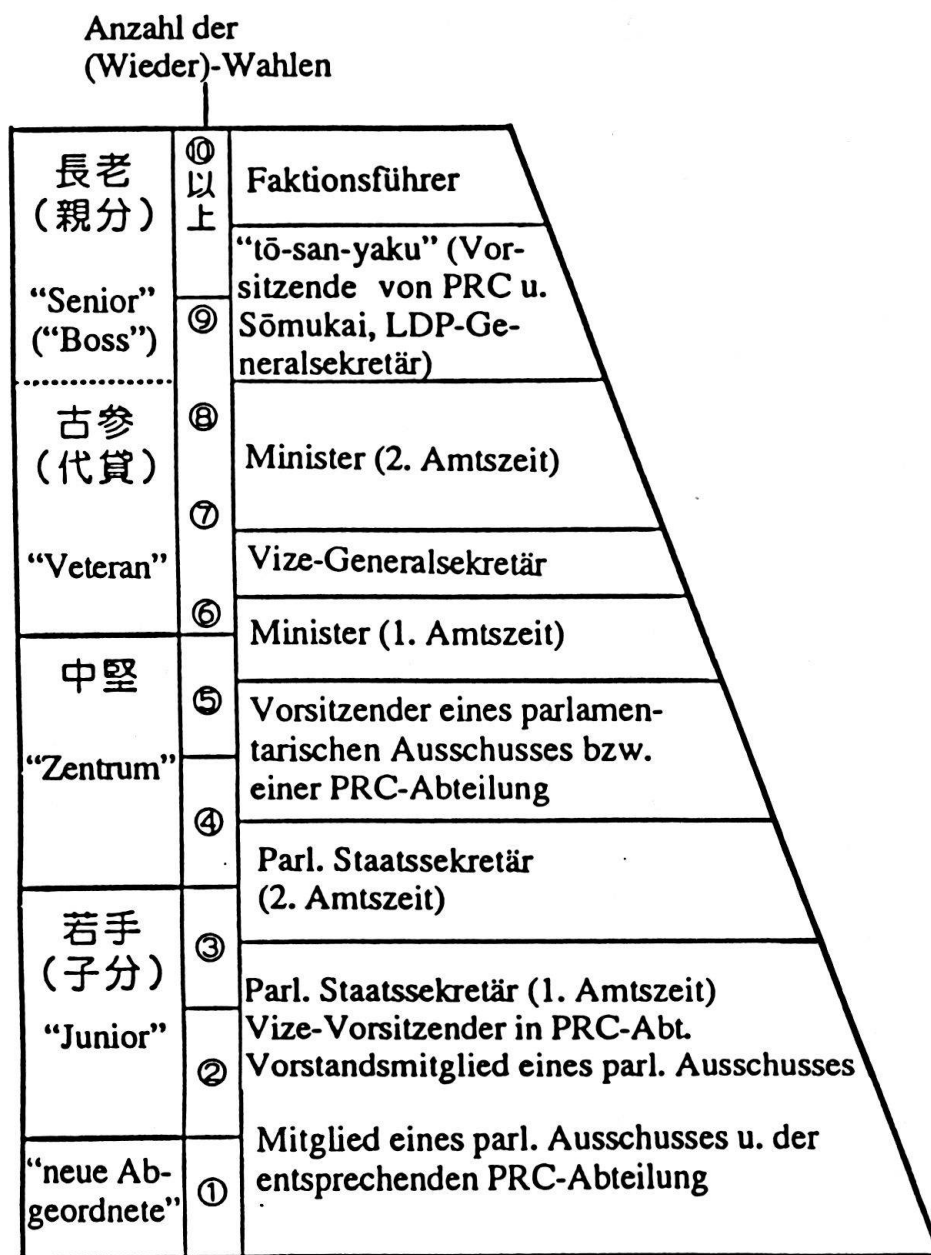 Anzahl der
(Wieder)-Wahlen
長老
(親分)
“Senior”
(“Boss”)
⑩
以
上
Faktionsführer
“tō-san-yaku” (Vor-
sitzende von PRC u.
Sōmukai, LDP-Ge-
neralsekretär)
⑨
古参
(代貸)
“Veteran”
⑧
Minister (2. Amtszeit)
⑦
Vize-Generalsekretär
⑥
Minister (1. Amtszeit)
中堅
“Zentrum”
⑤
Vorsitzender eines parlamen-
tarischen Ausschusses bzw.
einer PRC-Abteilung
④
Parl. Staatssekretär
(2. Amtszeit)
若手
(子分)
“Junior”
③
Parl. Staatssekretär (1. Amtszeit)
Vize-Vorsitzender in PRC-Abt.
Vorstandsmitglied eines parl. Ausschusses
②
Mitglied eines parl. Ausschusses u. der
entsprechenden PRC-Abteilung
“neue Ab-
geordnete”
①